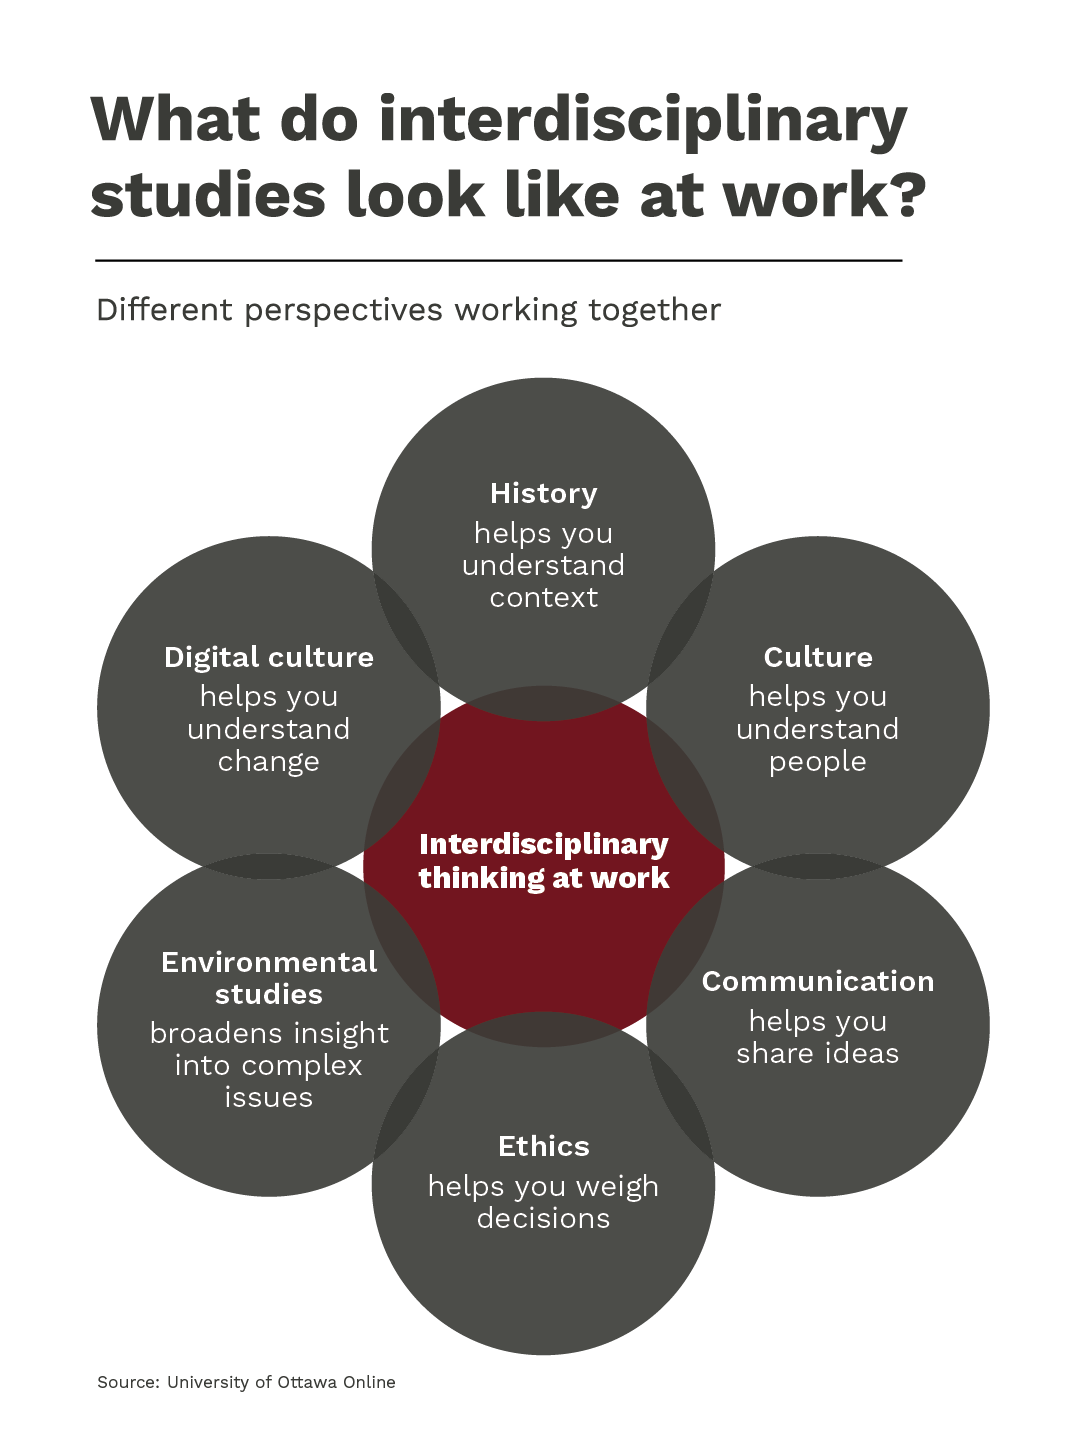 What do interdisciplinary
studies look like at work?
Different perspectives working together
History
helps you
understand
context
Digital culture
helps you
understand
change
Culture
helps you
understand
people
Interdisciplinary
thinking at work
Environmental
studies
broadens insight
into complex
issues
Communication
helps you
share ideas
Ethics
helps you weigh
decisions
Source: University of Ottawa Online